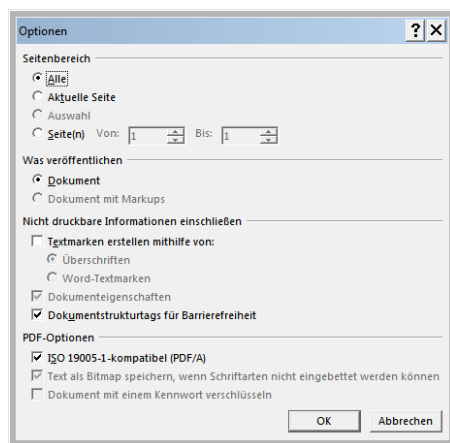 Optionen
Seitenbereich
Alle
Aktuelle Seite
Auswahl
Seite(n) Von: 1 Bis: 1
Was veröffentlichen
Dokument
Dokument mit Markups
Nicht druckbare Informationen einschließen
Textmarken erstellen mithilfe von:
Überschriften
Word-Textmarken
Dokumenteigenschaften
Dokumentstrukturtags für Barrierefreiheit
PDF-Optionen
ISO 19005-1-kompatibel (PDF/A)
Text als Bitmap speichern, wenn Schriftarten nicht eingebettet werden können
Dokument mit einem Kennwort verschlüsseln
OK Abbrechen